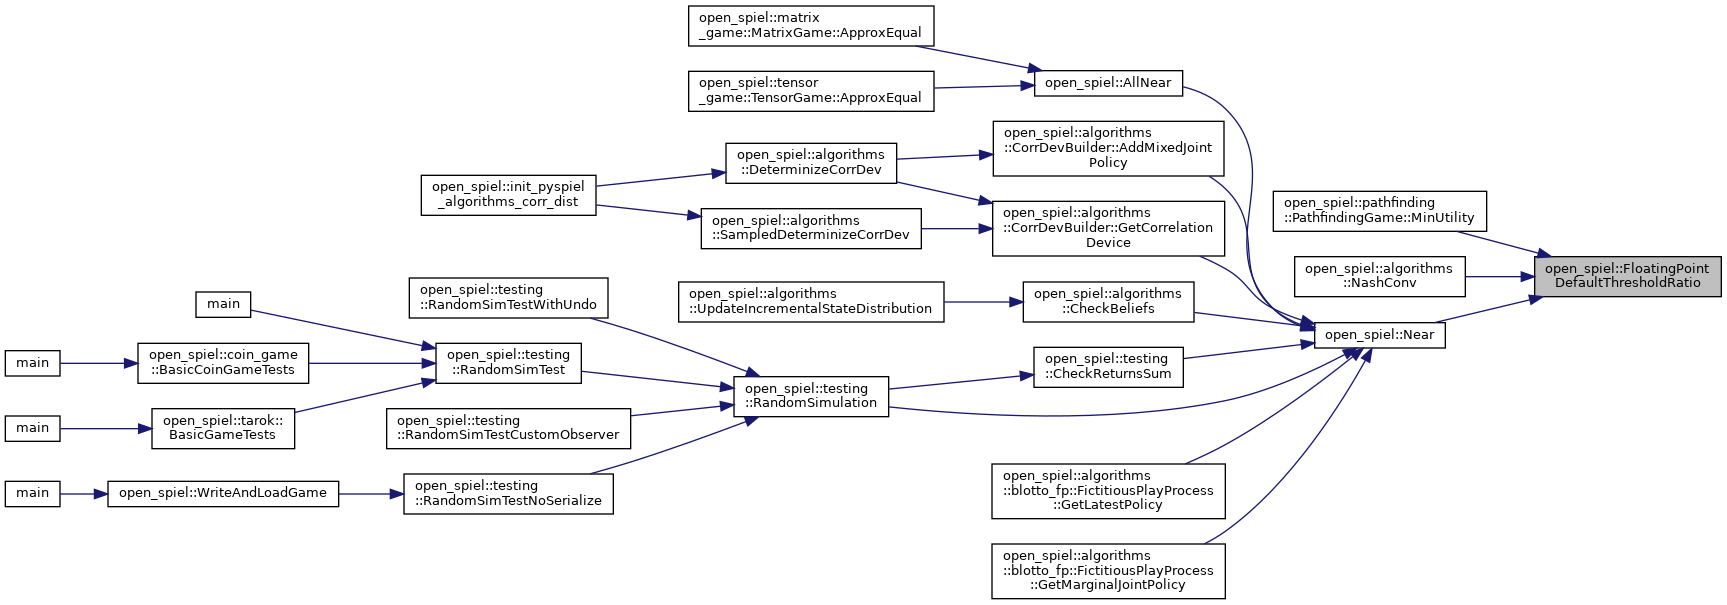 open_spiel::matrix
_game::MatrixGame::ApproxEqual
open_spiel::tensor
_game::TensorGame::ApproxEqual
open_spiel::AllNear
open_spiel::algorithms
::CorrDevBuilder::AddMixedJoint
Policy
open_spiel::algorithms
::DeterminizeCorrDev
open_spiel::init_pyspiel
_algorithms_corr_dist
open_spiel::algorithms
::SampledDeterminizeCorrDev
open_spiel::algorithms
::CorrDevBuilder::GetCorrelation
Device
open_spiel::pathfinding
::PathfindingGame::MinUtility
open_spiel::algorithms
::NashConv
open_spiel::FloatingPoint
DefaultThresholdRatio
open_spiel::testing
::RandomSimTestWithUndo
open_spiel::algorithms
::UpdateIncrementalStateDistribution
open_spiel::algorithms
::CheckBeliefs
open_spiel::Near
main
main
open_spiel::coin_game
::BasicCoinGameTests
open_spiel::testing
::RandomSimTest
open_spiel::testing
::CheckReturnsSum
open_spiel::testing
::RandomSimulation
main
open_spiel::tarok::
BasicGameTests
open_spiel::testing
::RandomSimTestCustomObserver
main
open_spiel::WriteAndLoadGame
open_spiel::testing
::RandomSimTestNoSerialize
open_spiel::algorithms
::blotto_fp::FictitiousPlayProcess
::GetLatestPolicy
open_spiel::algorithms
::blotto_fp::FictitiousPlayProcess
::GetMarginalJointPolicy